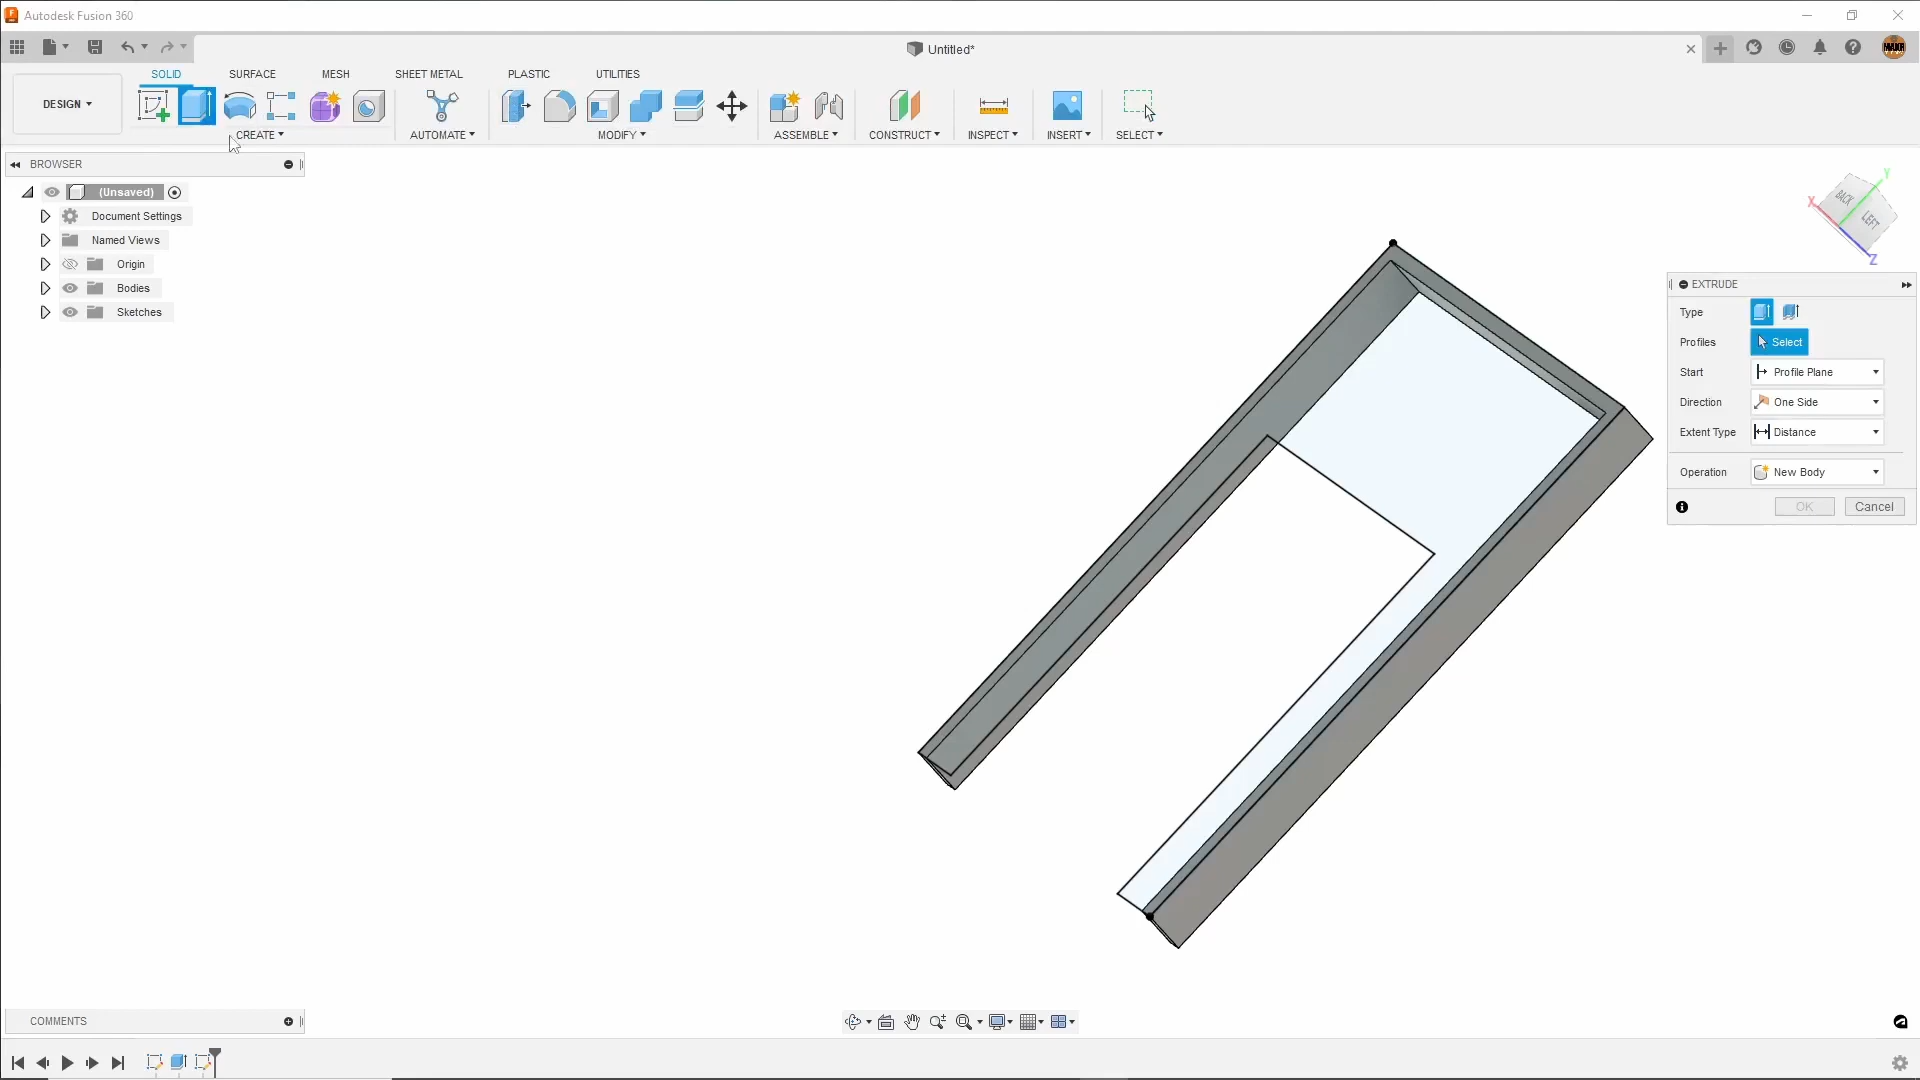 Autodesk Fusion 360
Untitled*
SOLID SURFACE MESH SHEET METAL PLASTIC UTILITIES
DESIGN
CREATE AUTOMATE MODIFY ASSEMBLE CONSTRUCT INSPECT INSERT SELECT
BROWSER
(Unsaved)
Document Settings
Named Views
Origin
Bodies
Sketches
X
Y
BACK
LEFT
Z
EXTRUDE
Type
Profiles Select
Start Profile Plane
Direction One Side
Extent Type Distance
Operation New Body
OK Cancel
COMMENTS